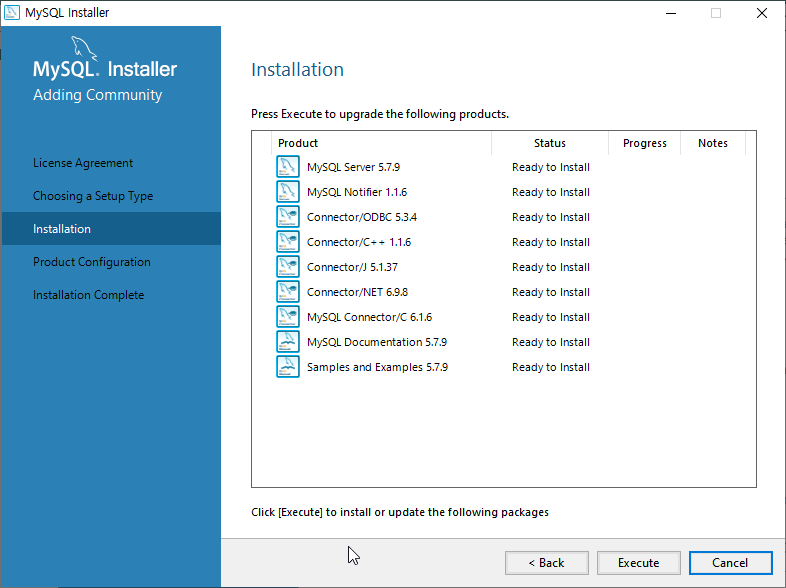 MySQL Installer
MySQL. Installer
Adding Community
License Agreement
Choosing a Setup Type
Installation
Product Configuration
Installation Complete
Installation
Press Execute to upgrade the following products.
Product Status Progress Notes
MySQL Server 5.7.9 Ready to Install
MySQL Notifier 1.1.6 Ready to Install
Connector/ODBC 5.3.4 Ready to Install
Connector/C++ 1.1.6 Ready to Install
Connector/J 5.1.37 Ready to Install
Connector/NET 6.9.8 Ready to Install
MySQL Connector/C 6.1.6 Ready to Install
MySQL Documentation 5.7.9 Ready to Install
Samples and Examples 5.7.9 Ready to Install
Click [Execute] to install or update the following packages
< Back Execute Cancel